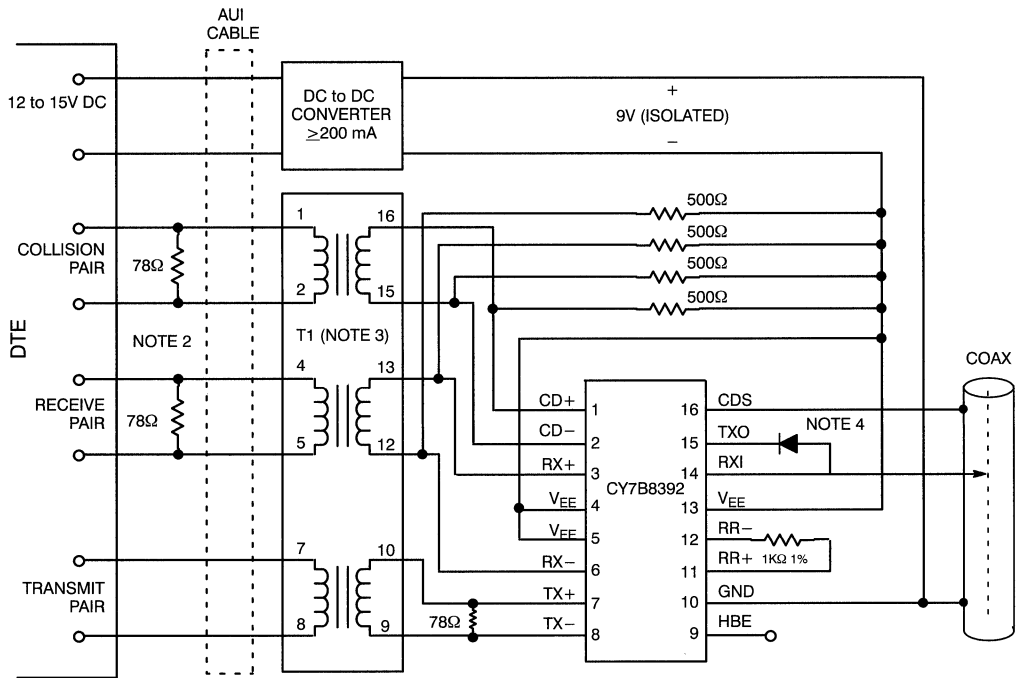 AUI
CABLE
12 to 15V DC
DC to DC
CONVERTER
≥200 mA
+
9V (ISOLATED)
−
500Ω
500Ω
500Ω
500Ω
1
16
COLLISION
PAIR
78Ω
2
15
DTE
NOTE 2
T1 (NOTE 3)
4
13
RECEIVE
PAIR
78Ω
5
12
7
10
TRANSMIT
PAIR
8
9
78Ω
CD+
1
CD−
2
RX+
3
VEE
4
VEE
5
RX−
6
TX+
7
TX−
8
CY7B8392
16
CDS
15
TXO
NOTE 4
14
RXI
13
VEE
12
RR−
11
RR+
1KΩ 1%
10
GND
9
HBE
COAX